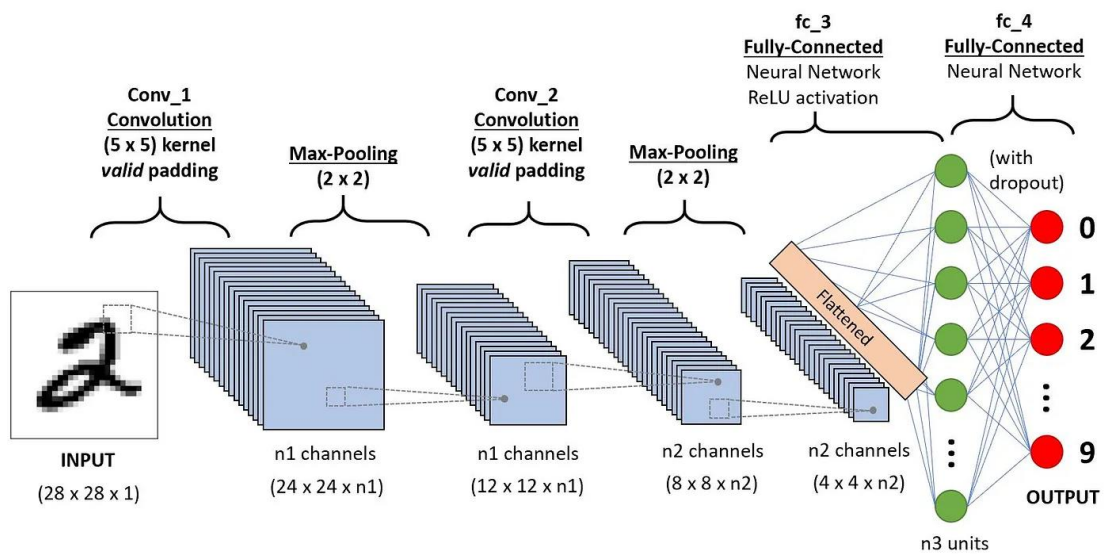 Conv_1
Convolution
(5 x 5) kernel
valid padding
Max-Pooling
(2 x 2)
Conv_2
Convolution
(5 x 5) kernel
valid padding
Max-Pooling
(2 x 2)
fc_3
Fully-Connected
Neural Network
ReLU activation
fc_4
Fully-Connected
Neural Network
(with
dropout)
Flattened
0
1
2
9
OUTPUT
2
INPUT
(28 x 28 x 1)
n1 channels
(24 x 24 x n1)
n1 channels
(12 x 12 x n1)
n2 channels
(8 x 8 x n2)
n2 channels
(4 x 4 x n2)
n3 units